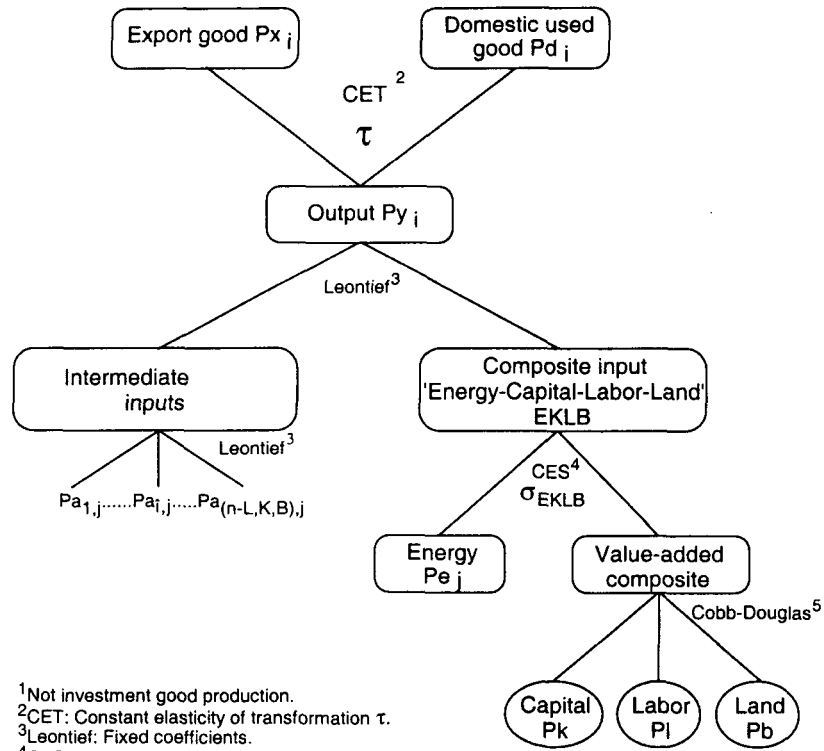 Export good Px i
Domestic used
good Pd i
CET 2
τ
Output Py i
Leontief3
Intermediate
inputs
Composite input
'Energy-Capital-Labor-Land'
EKLB
Leontief3
Pa1,j......Paî,j.....Pa(n-L,K,B),j
CES4
σEKLB
Energy
Pe j
Value-added
composite
Cobb-Douglas5
Capital
Pk
Labor
Pl
Land
Pb
1Not investment good production.
2CET: Constant elasticity of transformation τ.
3Leontief: Fixed coefficients.